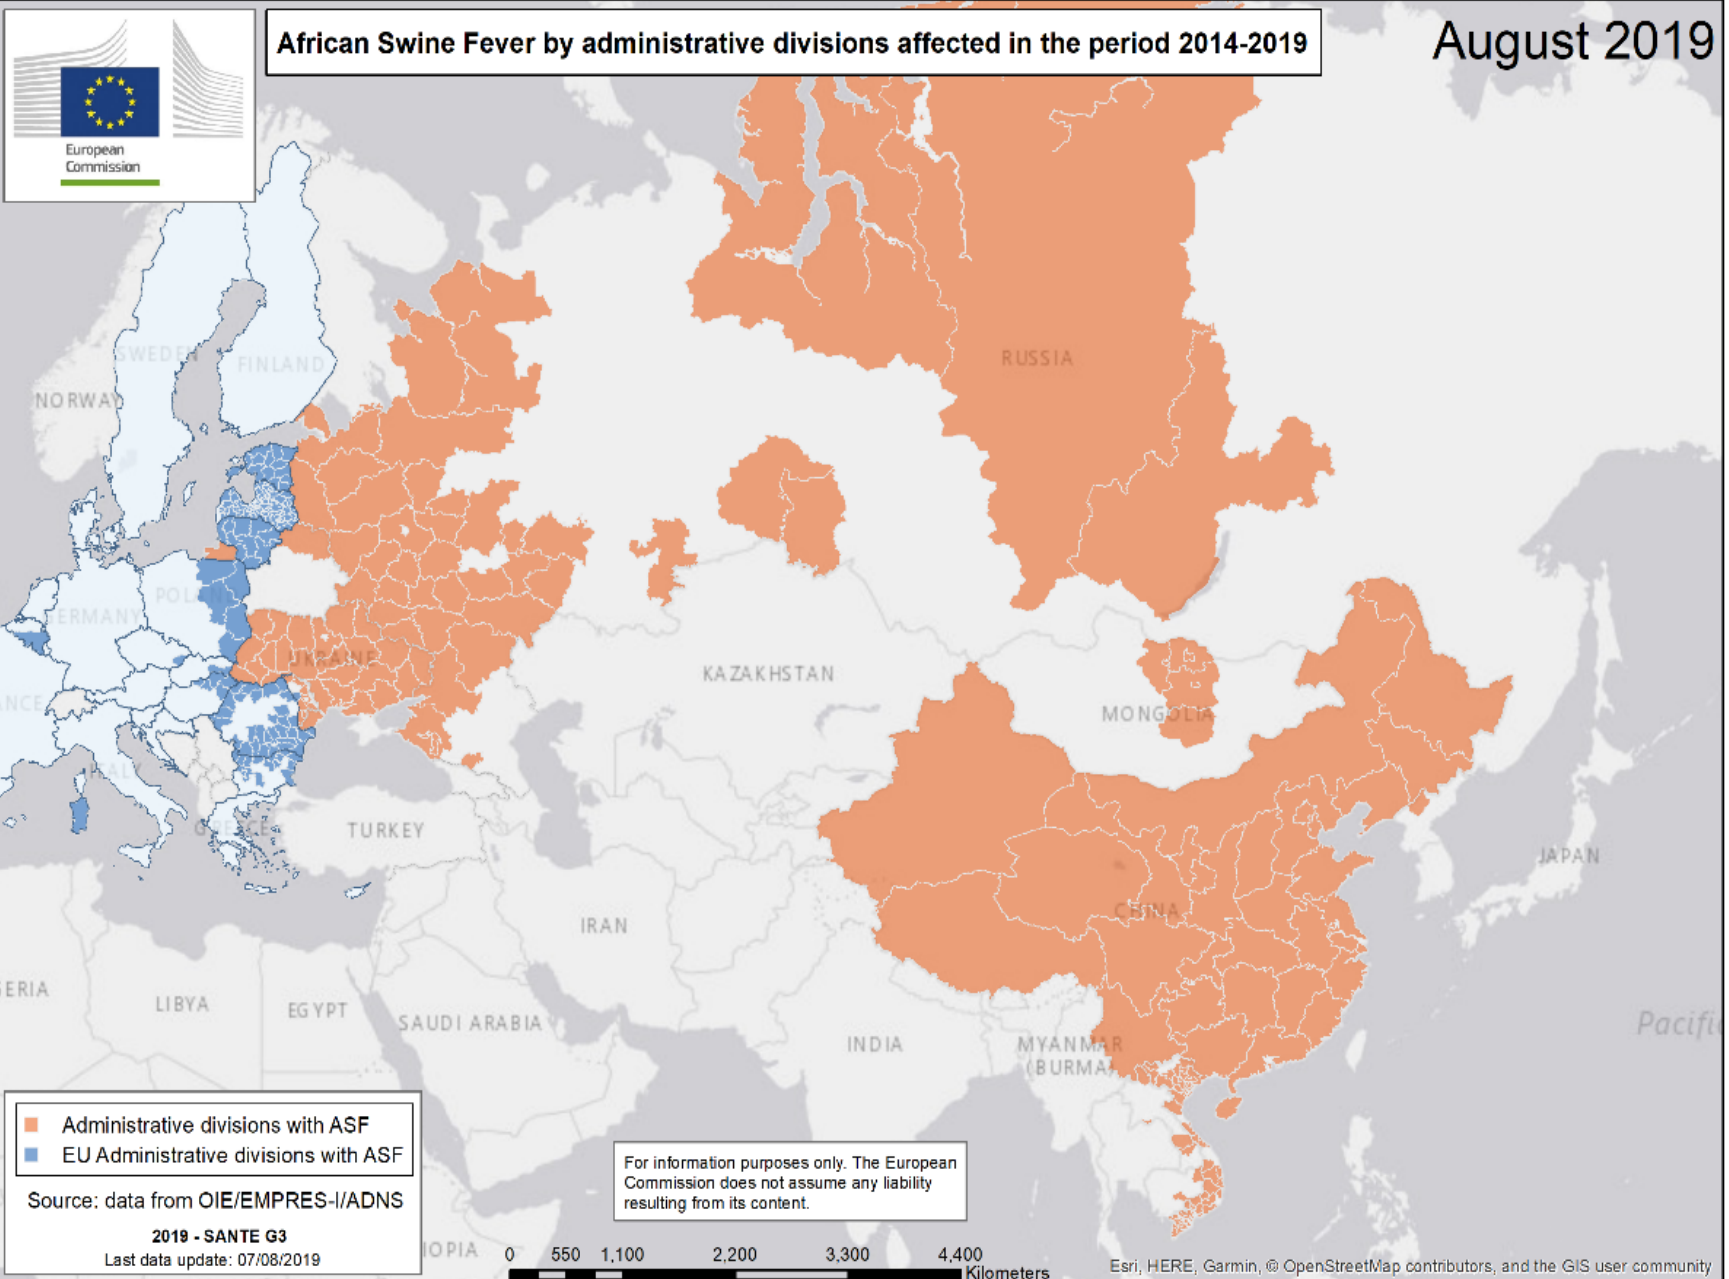 African Swine Fever by administrative divisions affected in the period 2014-2019
August 2019
European
Commission
SWEDEN
FINLAND
NORWAY
RUSSIA
POLAND
GERMANY
UKRAINE
KAZAKHSTAN
MONGOLIA
ANCE
ITALY
GREECE
TURKEY
JAPAN
CHINA
IRAN
ERIA
LIBYA
EGYPT
SAUDI ARABIA
INDIA
MYANMAR
(BURMA)
Pacific
Administrative divisions with ASF
EU Administrative divisions with ASF
Source: data from OIE/EMPRES-I/ADNS
2019 - SANTE G3
Last data update: 07/08/2019
For information purposes only. The European
Commission does not assume any liability
resulting from its content.
IOPIA
0 550 1,100 2,200 3,300 4,400
Kilometers
Esri, HERE, Garmin, © OpenStreetMap contributors, and the GIS user community